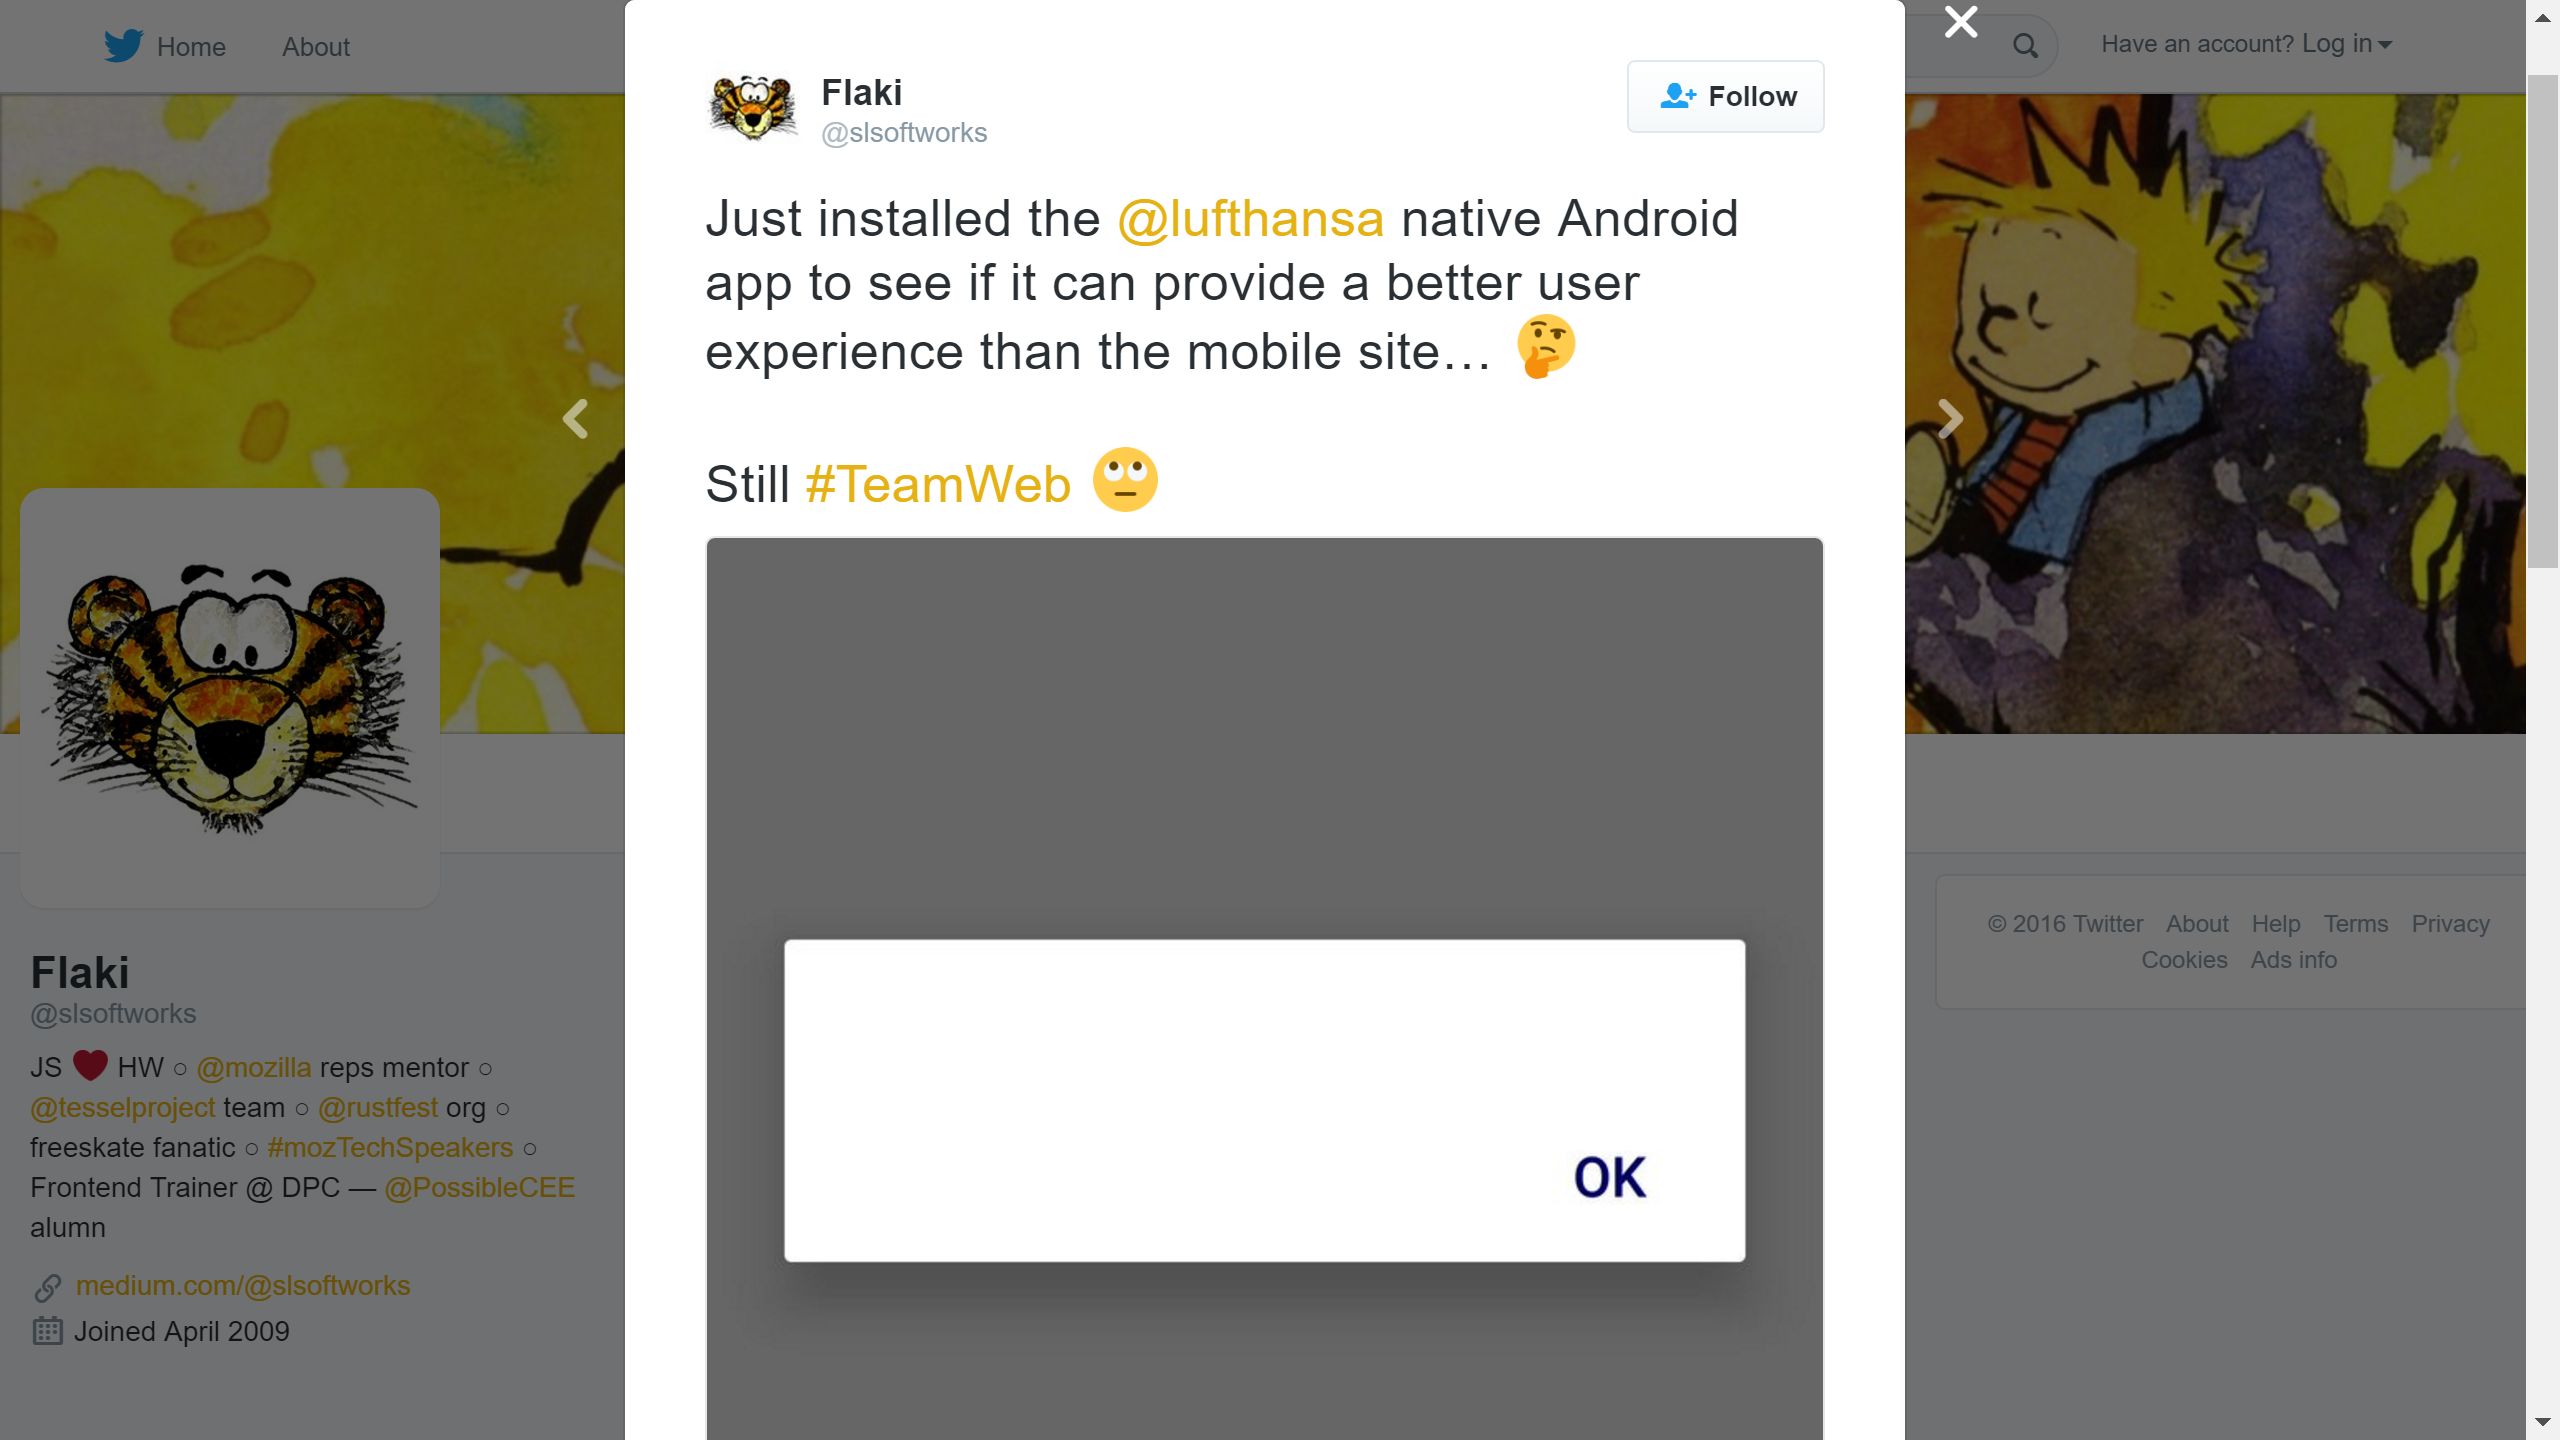 Home About
Have an account? Log in
Flaki
@slsoftworks
Follow
Just installed the @lufthansa native Android
app to see if it can provide a better user
experience than the mobile site… 🤔
Still #TeamWeb 🙄
OK
Flaki
@slsoftworks
JS ❤ HW ○ @mozilla reps mentor ○
@tesselproject team ○ @rustfest org ○
freeskate fanatic ○ #mozTechSpeakers ○
Frontend Trainer @ DPC — @PossibleCEE
alumn
medium.com/@slsoftworks
Joined April 2009
© 2016 Twitter About Help Terms Privacy
Cookies Ads info